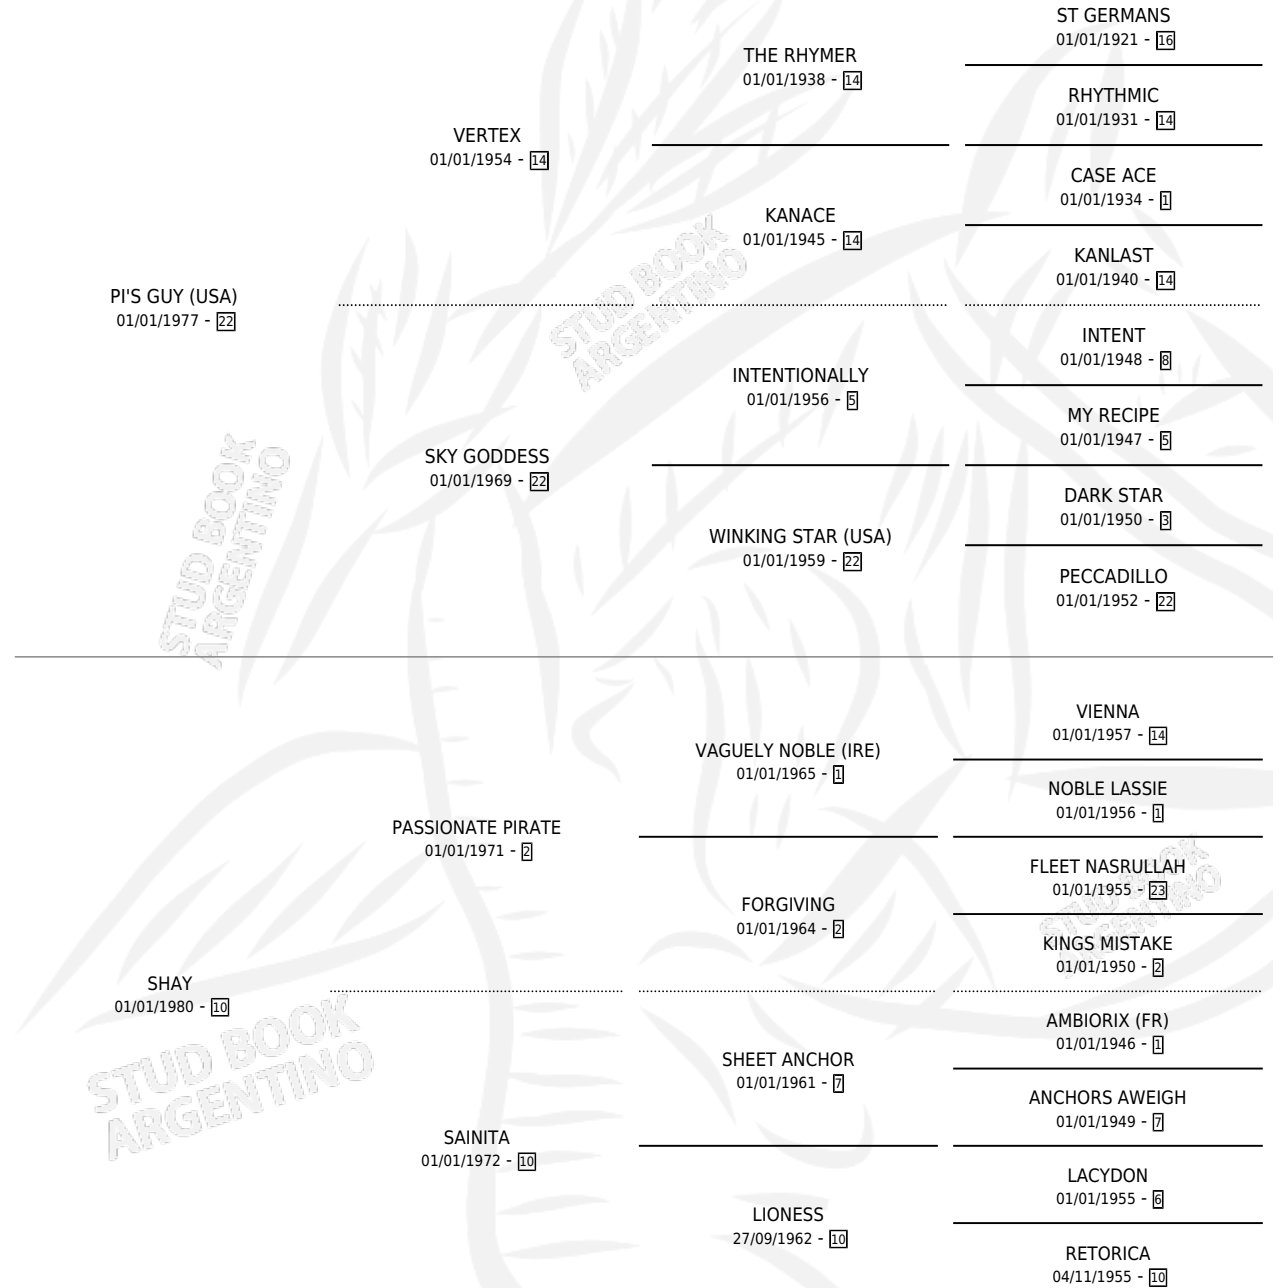 ST GERMANS
01/01/1921 - 16
THE RHYMER
01/01/1938 - 14
RHYTHMIC
01/01/1931 - 14
VERTEX
01/01/1954 - 14
CASE ACE
01/01/1934 - 1
KANACE
01/01/1945 - 14
KANLAST
01/01/1940 - 14
PI'S GUY (USA)
01/01/1977 - 22
INTENT
01/01/1948 - 8
INTENTIONALLY
01/01/1956 - 5
MY RECIPE
01/01/1947 - 5
SKY GODDESS
01/01/1969 - 22
DARK STAR
01/01/1950 - 3
WINKING STAR (USA)
01/01/1959 - 22
PECCADILLO
01/01/1952 - 22
VIENNA
01/01/1957 - 14
VAGUELY NOBLE (IRE)
01/01/1965 - 1
NOBLE LASSIE
01/01/1956 - 1
PASSIONATE PIRATE
01/01/1971 - 2
FLEET NASRULLAH
01/01/1955 - 23
FORGIVING
01/01/1964 - 2
KINGS MISTAKE
01/01/1950 - 2
SHAY
01/01/1980 - 10
AMBIORIX (FR)
01/01/1946 - 1
SHEET ANCHOR
01/01/1961 - 7
ANCHORS AWEIGH
01/01/1949 - 7
SAINITA
01/01/1972 - 10
LACYDON
01/01/1955 - 6
LIONESS
27/09/1962 - 10
RETORICA
04/11/1955 - 10
STUD BOOK
ARGENTINO
STUD BOOK
ARGENTINO
STUD BOOK
ARGENTINO
STUD BOOK
ARGENTINO